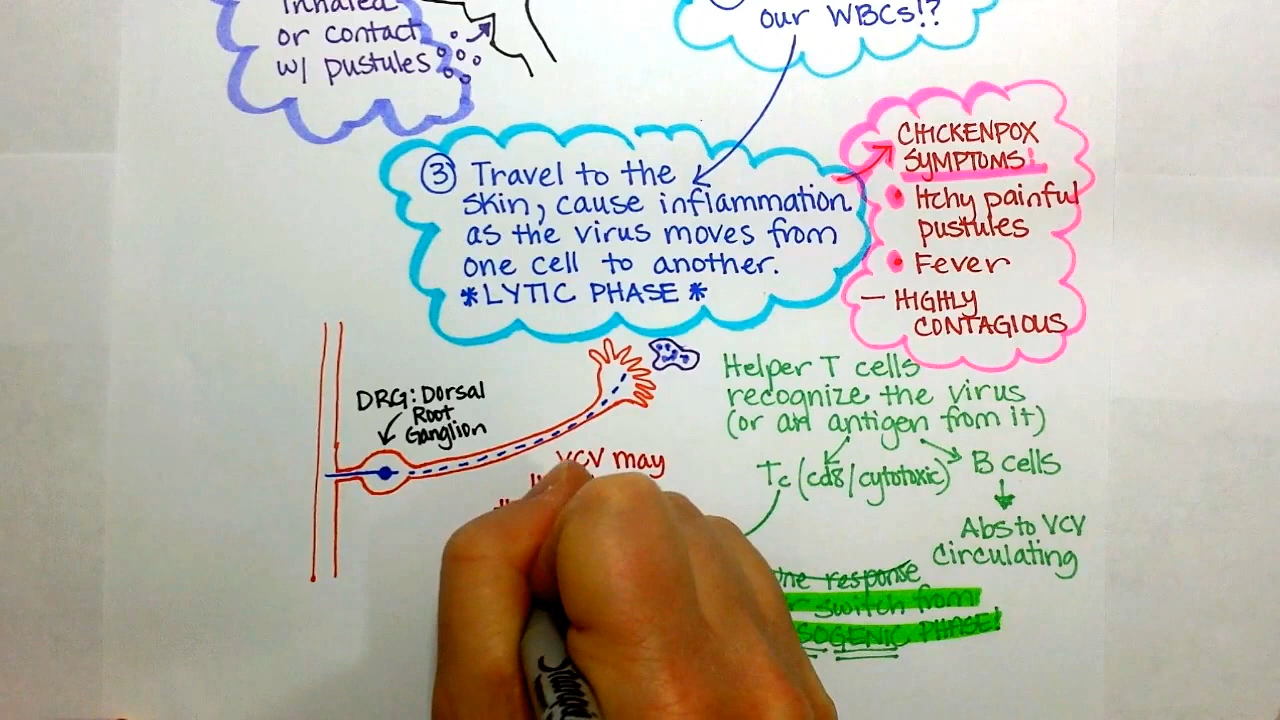 inhaled
or contact
w/ pustules
our WBCs!?
③ Travel to the
skin, cause inflammation
as the virus moves from
one cell to another.
*LYTIC PHASE*
CHICKENPOX
SYMPTOMS!
• Itchy painful
pustules
• Fever
— HIGHLY
CONTAGIOUS
DRG: Dorsal
Root
Ganglion
VCV may
Helper T cells
recognize the virus
(or an antigen from it)
Tc (cd8/cytotoxic)
B cells
Abs to VCV
circulating
response
switch from
PHASE!